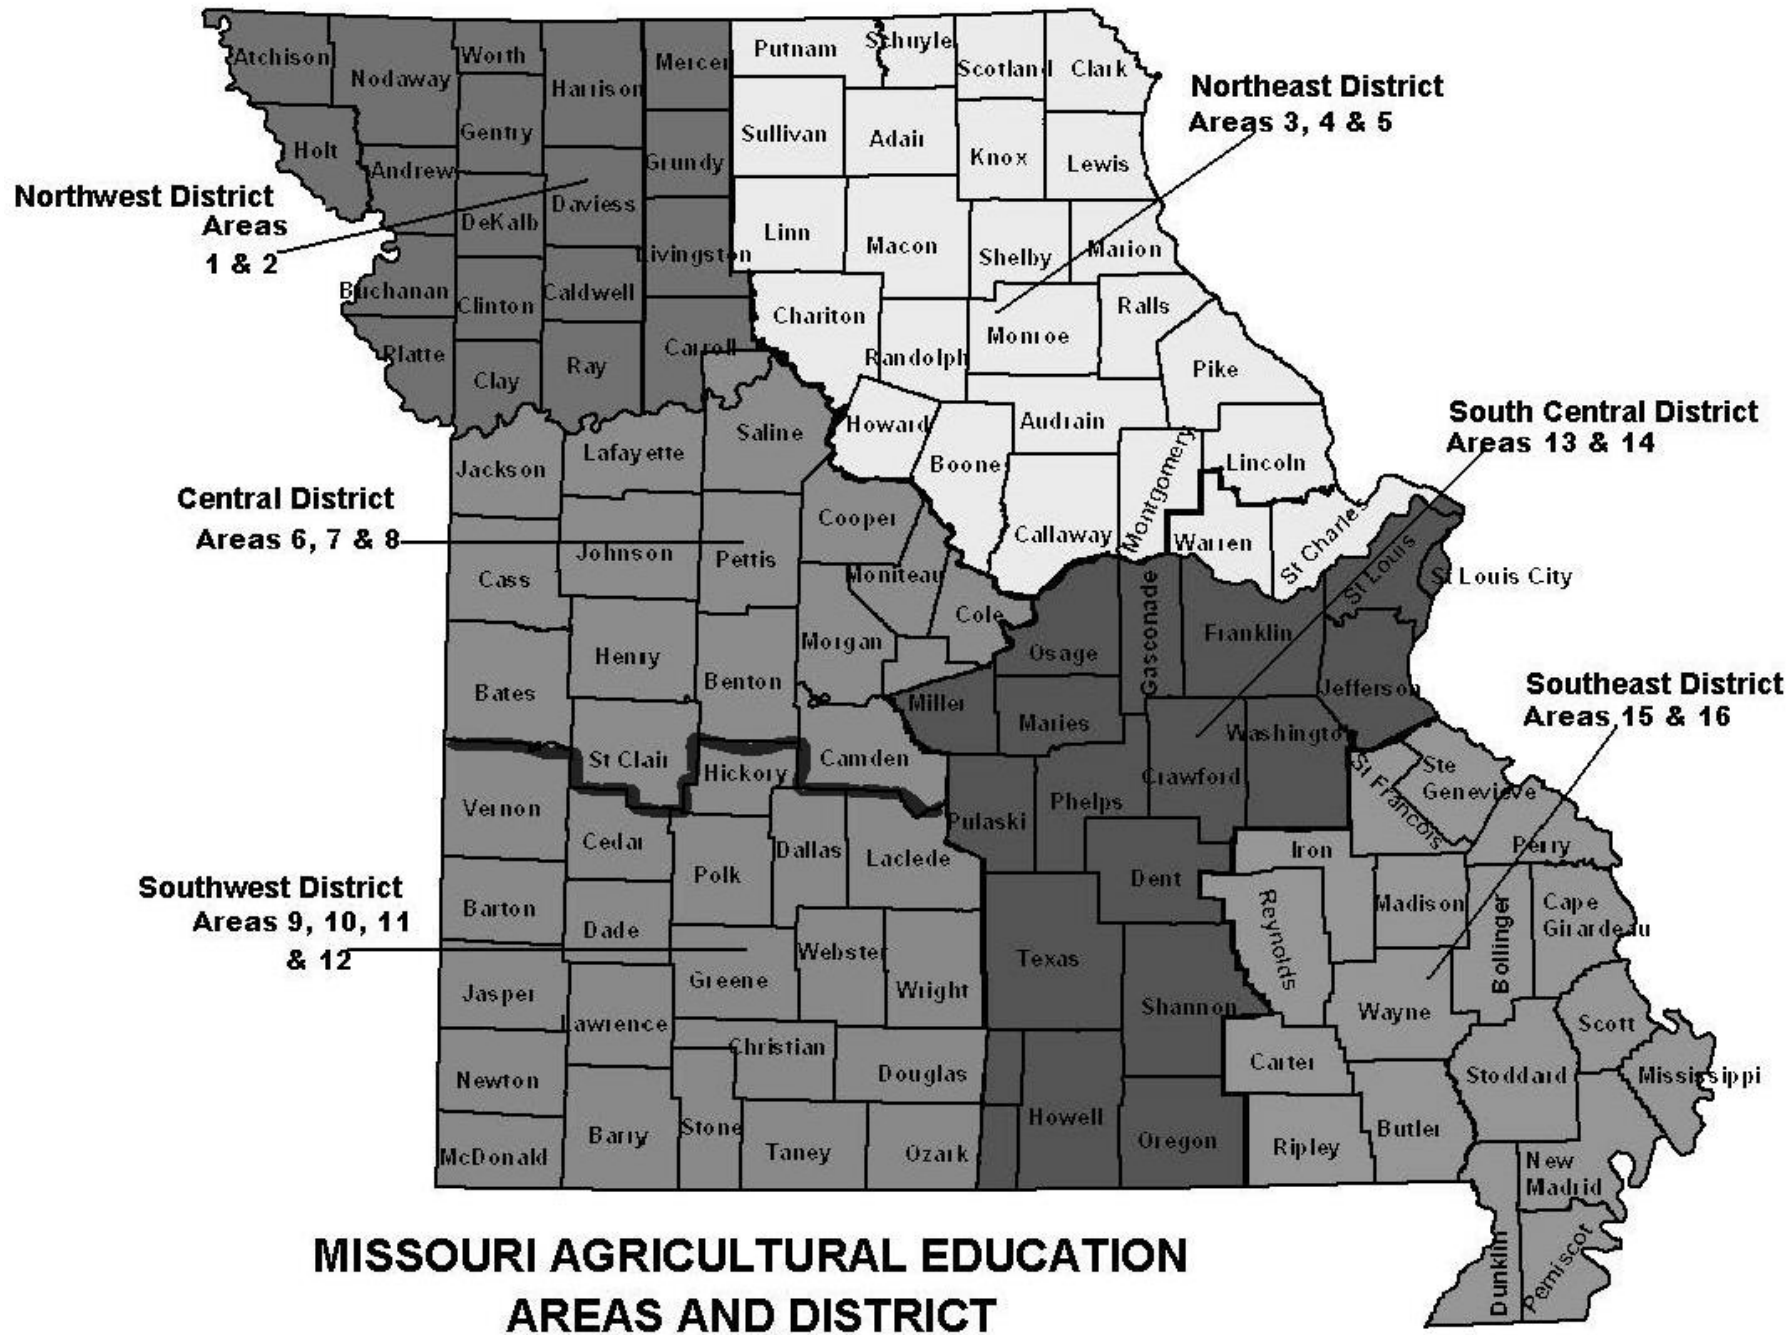 Atchison
Nodaway
Worth
Harrison
Mercer
Putnam
Schuyle
Scotland
Clark
Holt
Gentry
Andrew
Grundy
Sullivan
Adair
Knox
Lewis
Northeast District
Areas 3, 4 & 5
Northwest District
Areas
1 & 2
DeKalb
Daviess
Livingston
Linn
Macon
Shelby
Marion
Buchanan
Clinton
Caldwell
Chariton
Randolph
Monroe
Ralls
Platte
Clay
Ray
Carroll
Pike
Howard
Boone
Audrain
Montgomery
Lincoln
South Central District
Areas 13 & 14
Jackson
Lafayette
Saline
Central District
Areas 6, 7 & 8
Cooper
Callaway
Warren
St Charles
St Louis
St Louis City
Cass
Johnson
Pettis
Moniteau
Cole
Morgan
Osage
Gasconade
Franklin
Jefferson
Bates
Henry
Benton
Miller
Maries
Washingto
Southeast District
Areas 15 & 16
St Clair
Hickory
Camden
Vernon
Pulaski
Phelps
Crawford
St Francois
Ste
Genevieve
Perry
Cedar
Polk
Dallas
Laclede
Dent
Iron
Southwest District
Areas 9, 10, 11
& 12
Barton
Dade
Greene
Webster
Wright
Texas
Shannon
Reynolds
Madison
Bollinger
Cape
Girardeau
Jasper
Lawrence
Christian
Douglas
Wayne
Scott
Newton
Carter
Stoddard
Mississippi
McDonald
Barry
Stone
Taney
Ozark
Howell
Oregon
Ripley
Butler
New
Madrid
Dunklin
Pemiscot
MISSOURI AGRICULTURAL EDUCATION
AREAS AND DISTRICT